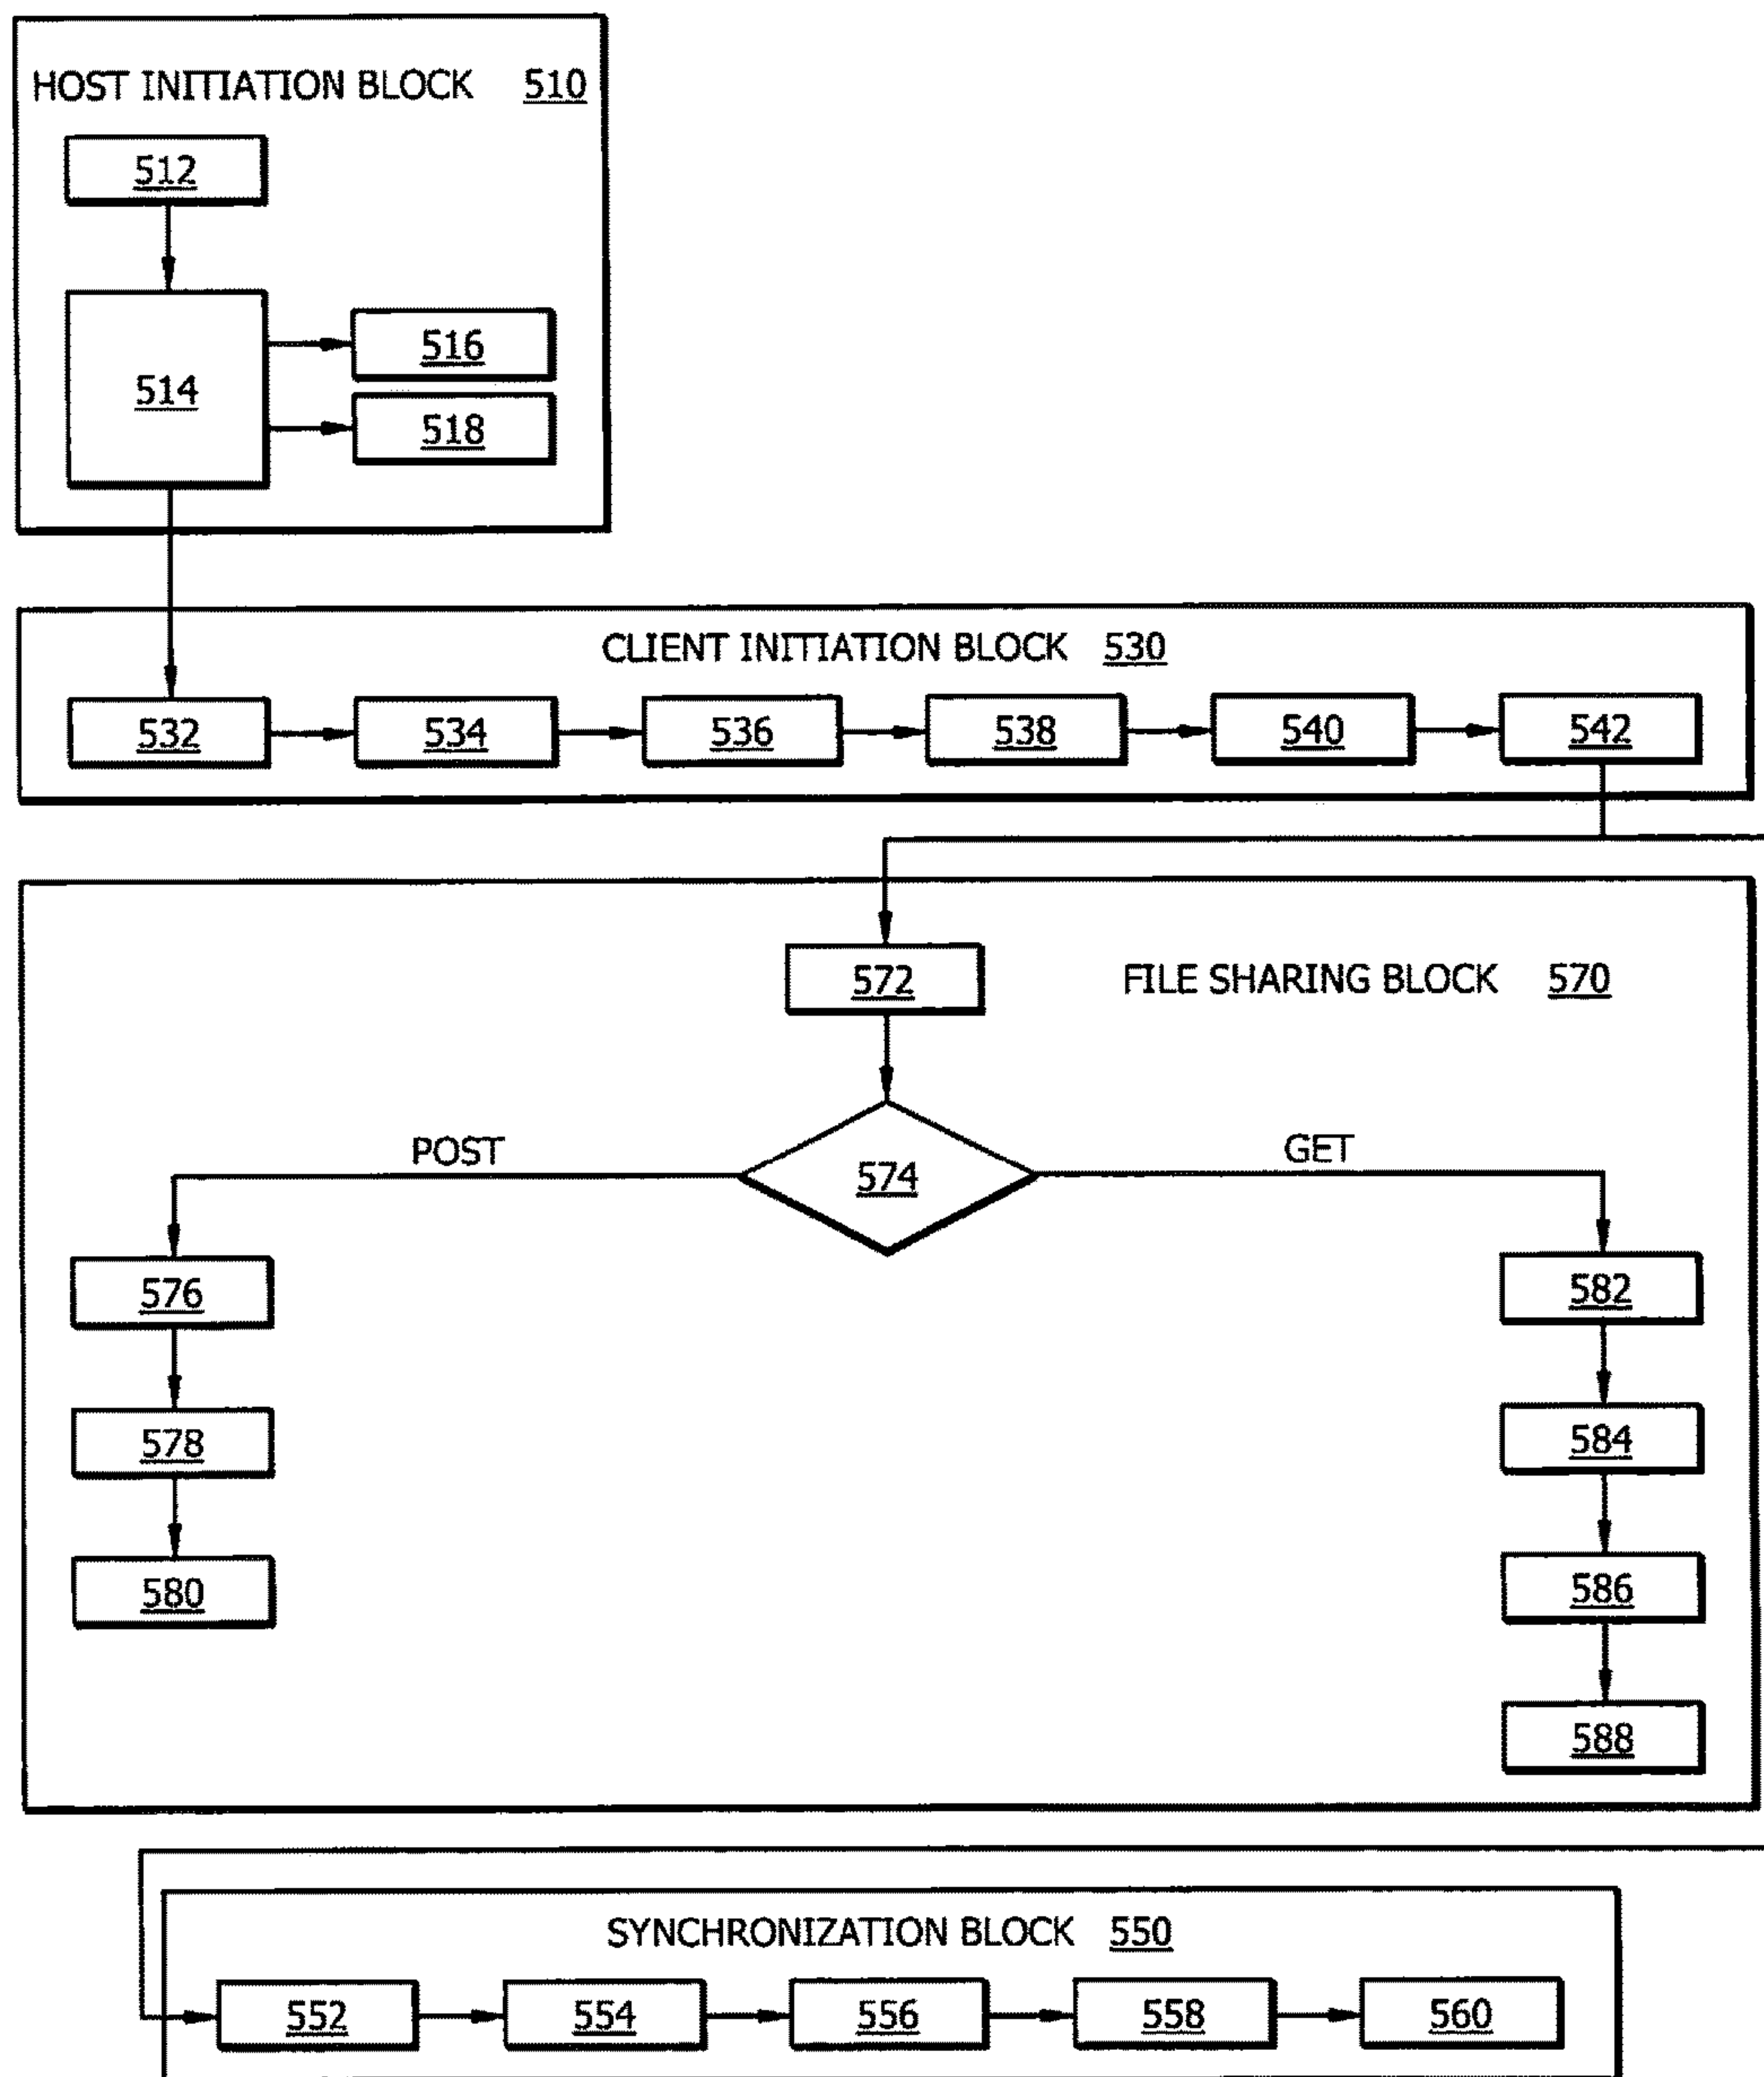 HOST INITIATION BLOCK 510
512
514
516
518
CLIENT INITIATION BLOCK 530
532 534 536 538 540 542
572
FILE SHARING BLOCK 570
POST
574
GET
576
578
580
582
584
586
588
SYNCHRONIZATION BLOCK 550
552 554 556 558 560